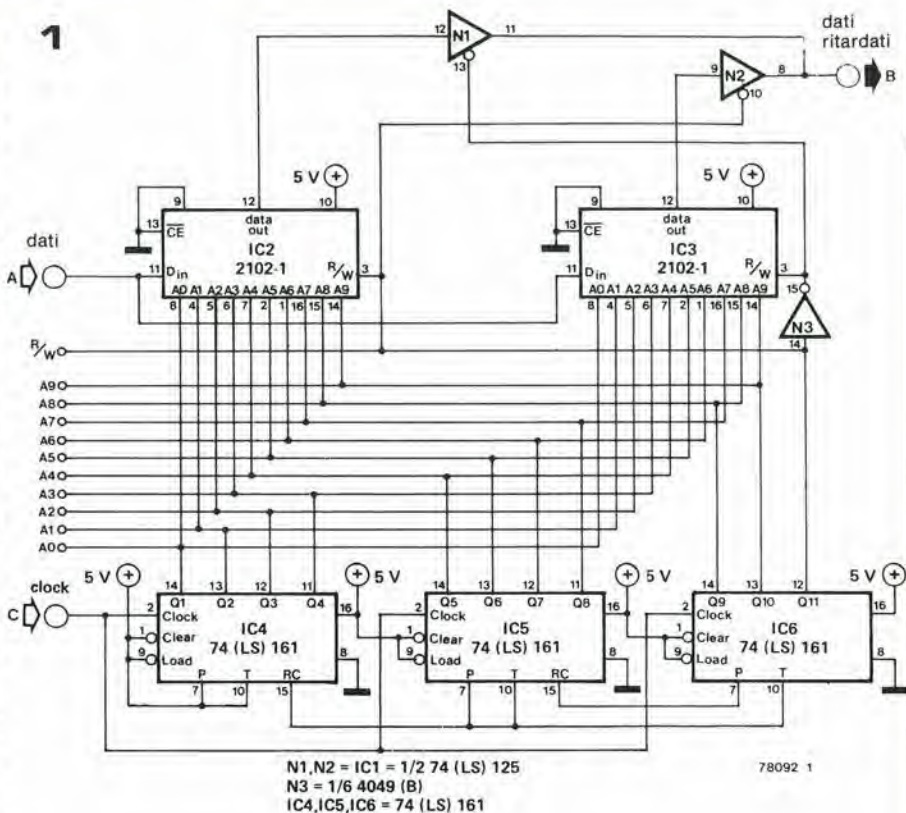 1
12 N1 11 dati
13 ritardati
9 N2 8 B
10
5 V + 5 V +
9 12 10 9 12 10
13 CE data out 13 CE data out
dati IC2 IC3
A 11 Din 2102-1 R/W 3 11 Din 2102-1 R/W 3
A0 A1 A2 A3 A4 A5 A6 A7 A8 A9 A0 A1 A2 A3 A4 A5 A6 A7 A8 A9 15
8 4 5 6 7 2 1 16 15 14 8 4 5 6 7 2 1 16 15 14 N3
R/W 14
A9
A8
A7
A6
A5
A4
A3
A2
A1
A0
clock 5 V + + 5 V + 5 V + 5 V
14 13 12 11 14 13 12 11 14 13 12
C 2 Q1 Q2 Q3 Q4 16 2 Q5 Q6 Q7 Q8 16 2 Q9 Q10 Q11 16
Clock Clock Clock
1 Clear IC4 1 Clear IC5 1 Clear IC6
9 Load 74 (LS) 161 8 9 Load 74 (LS) 161 8 9 Load 74 (LS) 161 8
P T RC P T RC P T
7 10 15 7 10 15 7 10
N1,N2 = IC1 = 1/2 74 (LS) 125 78092 1
N3 = 1/6 4049 (B)
IC4,IC5,IC6 = 74 (LS) 161